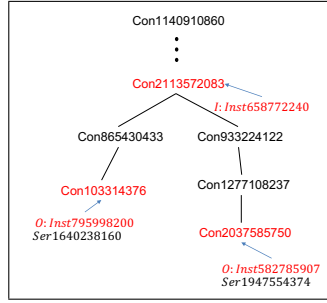 Con1140910860
Con2113572083
I: Inst658772240
Con865430433
Con933224122
Con103314376
Con1277108237
O: Inst795998200
Ser1640238160
Con2037585750
O: Inst582785907
Ser1947554374